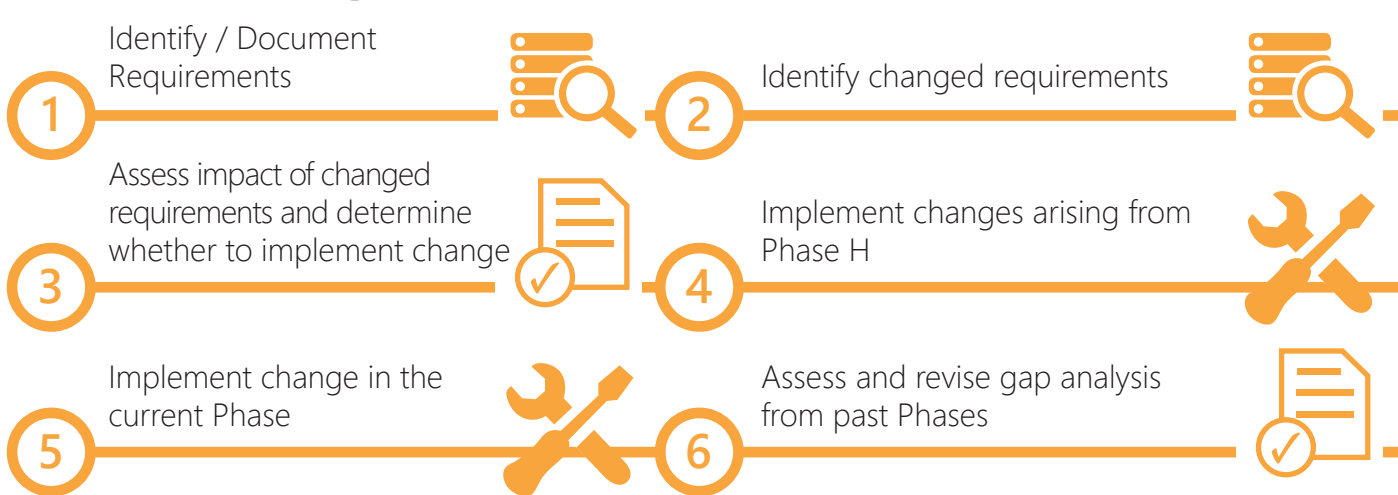 1
Identify / Document
Requirements
2
Identify changed requirements
3
Assess impact of changed
requirements and determine
whether to implement change
4
Implement changes arising from
Phase H
5
Implement change in the
current Phase
6
Assess and revise gap analysis
from past Phases